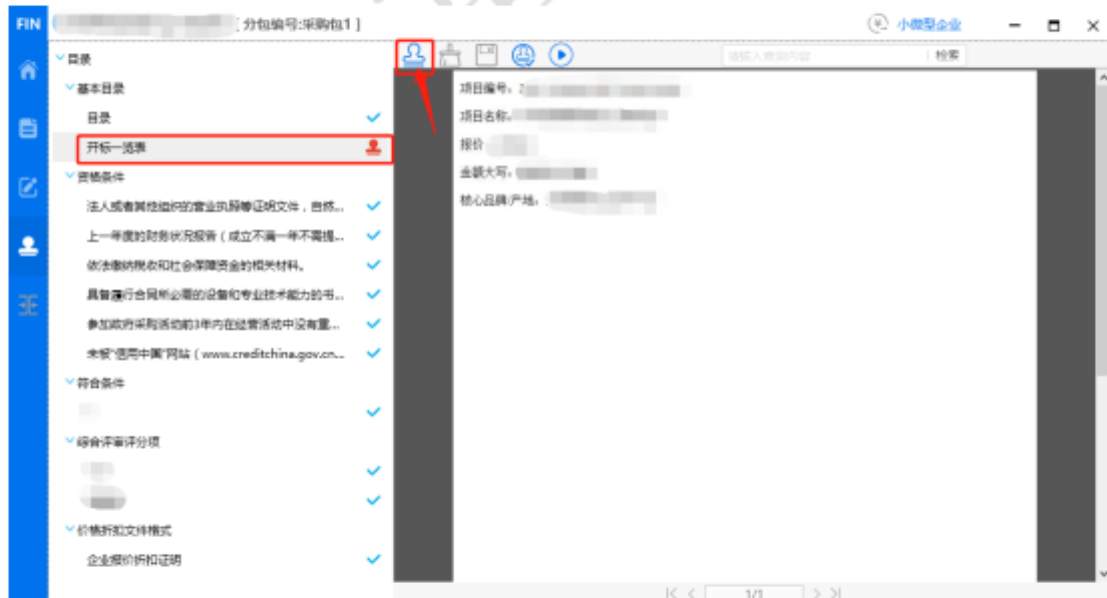 FIN
[ 分包编号:采购包1 ]
小微型企业
目录
基本目录
目录
开标一览表
资格条件
法人或者其他组织的营业执照等证明文件，自然...
上一年度的财务状况报告（成立不满一年不需提...
依法缴纳税收和社会保障资金的相关材料。
具备履行合同所必需的设备和专业技术能力的书...
参加政府采购活动前3年内在经营活动中没有重...
未被"信用中国"网站（www.creditchina.gov.cn...
符合条件
综合评审评分项
价格折扣文件格式
企业报价折扣证明
请输入查询内容
检索
项目编号：
项目名称：
报价
金额大写：
核心品牌产地：
1/1